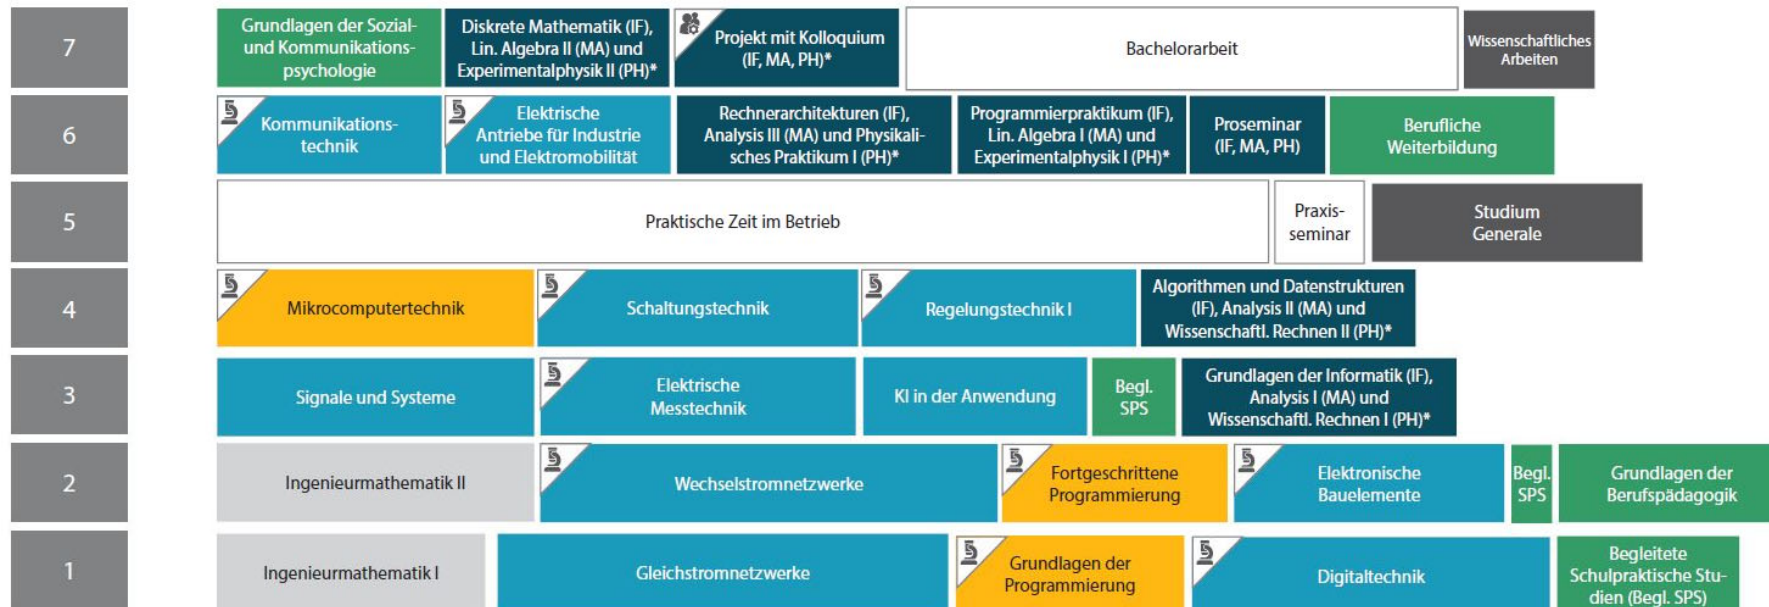 7
Grundlagen der Sozial-
und Kommunikations-
psychologie
Diskrete Mathematik (IF),
Lin. Algebra II (MA) und
Experimentalphysik II (PH)*
Projekt mit Kolloquium
(IF, MA, PH)*
Bachelorarbeit
Wissenschaftliches
Arbeiten
6
Kommunikations-
technik
Elektrische
Antriebe für Industrie
und Elektromobilität
Rechnerarchitekturen (IF),
Analysis III (MA) und Physikali-
sches Praktikum I (PH)*
Programmierpraktikum (IF),
Lin. Algebra I (MA) und
Experimentalphysik I (PH)*
Proseminar
(IF, MA, PH)
Berufliche
Weiterbildung
5
Praktische Zeit im Betrieb
Praxis-
seminar
Studium
Generale
4
Mikrocomputertechnik
Schaltungstechnik
Regelungstechnik I
Algorithmen und Datenstrukturen
(IF), Analysis II (MA) und
Wissenschaftl. Rechnen II (PH)*
3
Signale und Systeme
Elektrische
Messtechnik
KI in der Anwendung
Begl.
SPS
Grundlagen der Informatik (IF),
Analysis I (MA) und
Wissenschaftl. Rechnen I (PH)*
2
Ingenieurmathematik II
Wechselstromnetzwerke
Fortgeschrittene
Programmierung
Elektronische
Bauelemente
Begl.
SPS
Grundlagen der
Berufspädagogik
1
Ingenieurmathematik I
Gleichstromnetzwerke
Grundlagen der
Programmierung
Digitaltechnik
Begleitete
Schulpraktische Stu-
dien (Begl. SPS)